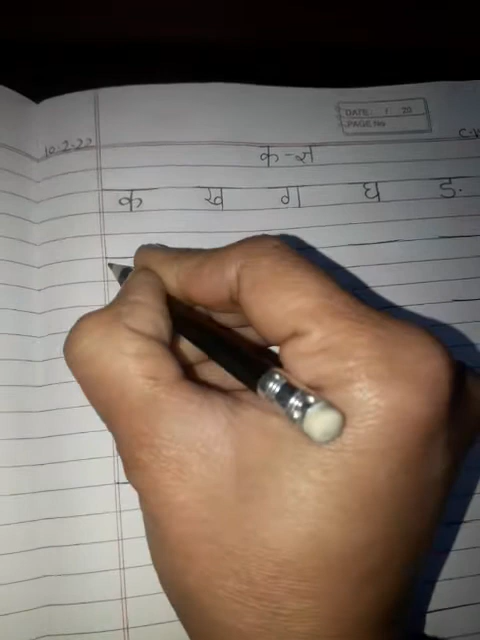 DATE: / 20
PAGE No
10.2.22
क-ज्ञ
क ख ग घ ङ